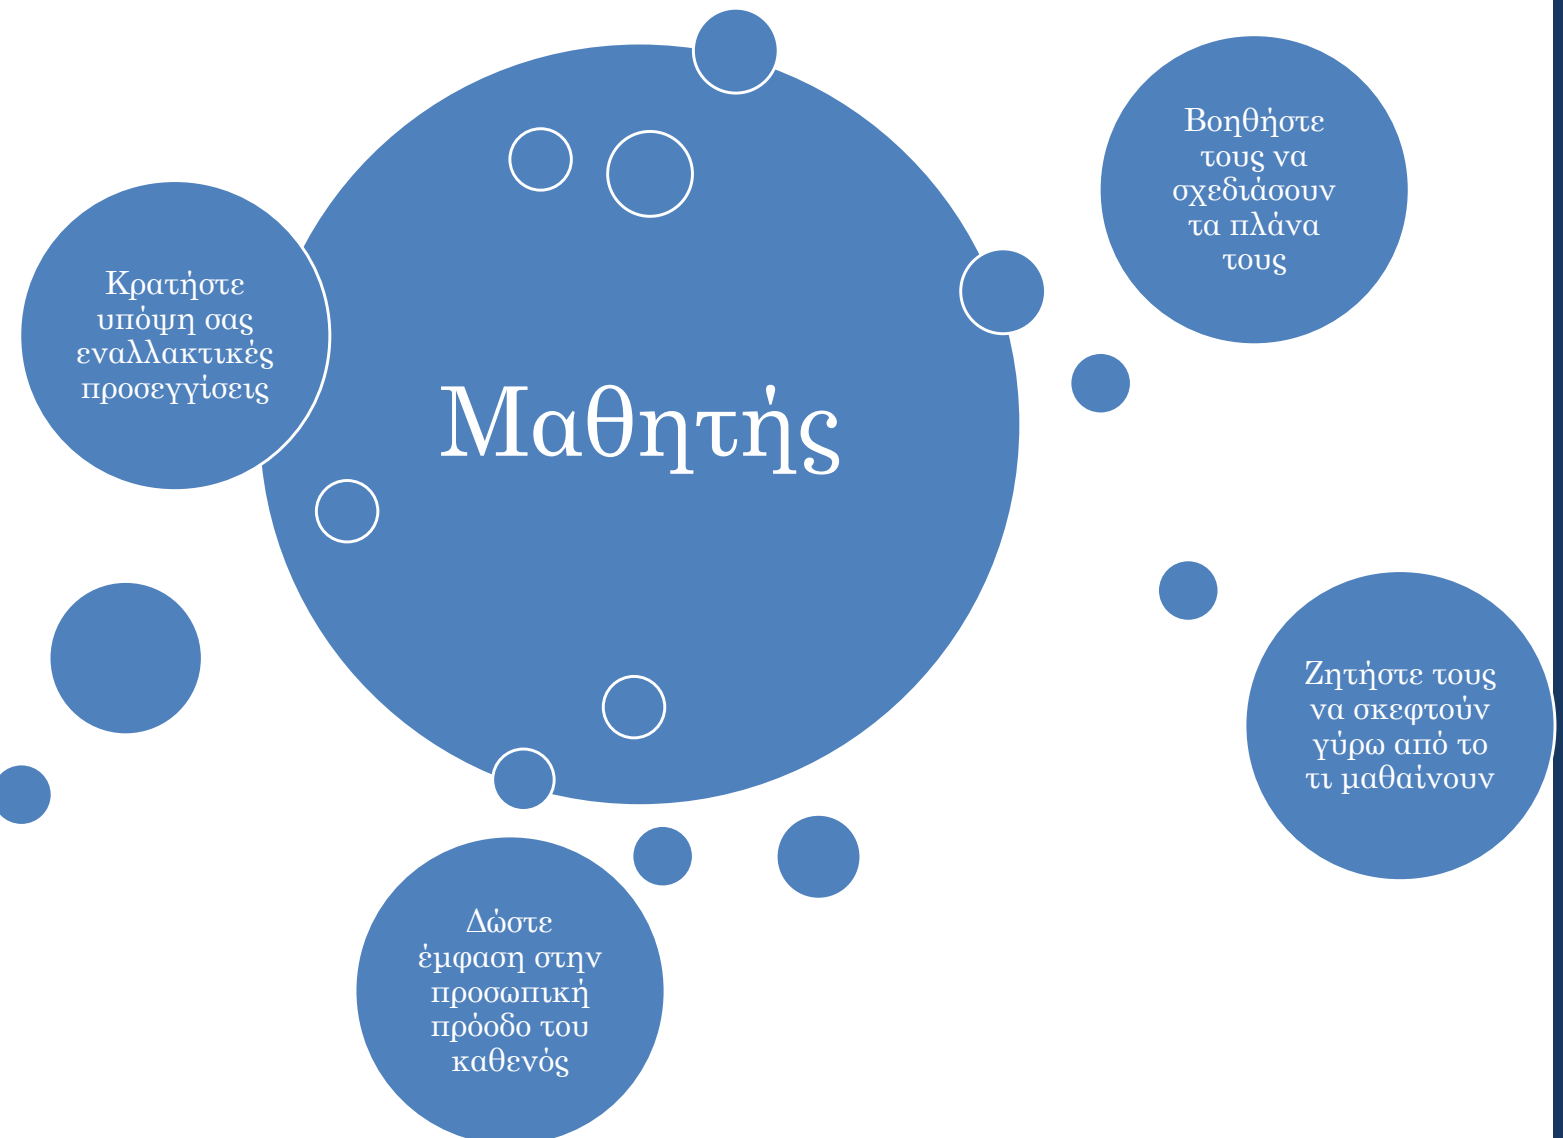 Βοηθήστε
τους να
σχεδιάσουν
τα πλάνα
τους
Κρατήστε
υπόψη σας
εναλλακτικές
προσεγγίσεις
Μαθητής
Ζητήστε τους
να σκεφτούν
γύρω από το
τι μαθαίνουν
Δώστε
έμφαση στην
προσωπική
πρόοδο του
καθενός